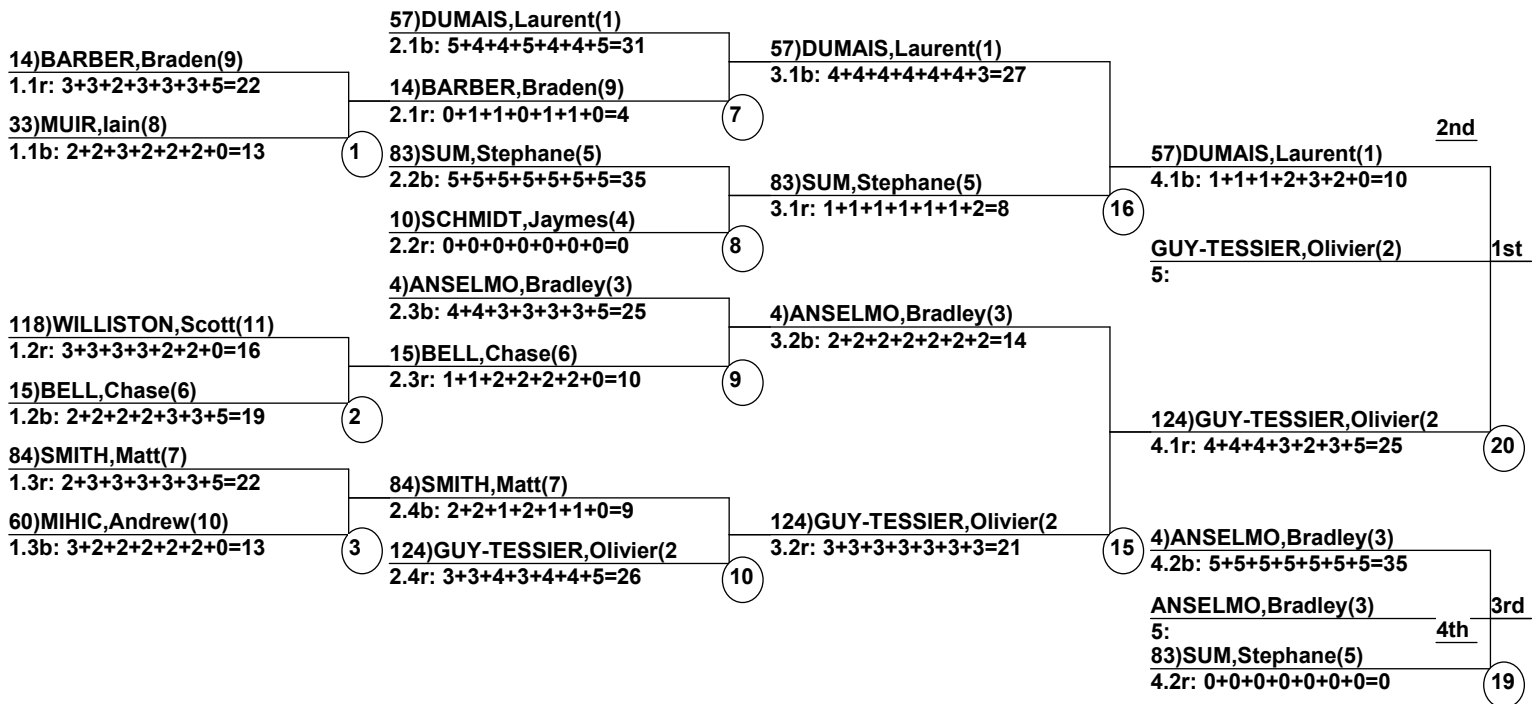 14)BARBER,Braden(9)
1.1r: 3+3+2+3+3+3+5=22
33)MUIR,Iain(8)
1.1b: 2+2+3+2+2+2+0=13
1
118)WILLISTON,Scott(11)
1.2r: 3+3+3+3+2+2+0=16
15)BELL,Chase(6)
1.2b: 2+2+2+2+3+3+5=19
2
84)SMITH,Matt(7)
1.3r: 2+3+3+3+3+3+5=22
60)MIHIC,Andrew(10)
1.3b: 3+2+2+2+2+2+0=13
3
57)DUMAIS,Laurent(1)
2.1b: 5+4+4+5+4+4+5=31
14)BARBER,Braden(9)
2.1r: 0+1+1+0+1+1+0=4
7
83)SUM,Stephane(5)
2.2b: 5+5+5+5+5+5+5=35
10)SCHMIDT,Jaymes(4)
2.2r: 0+0+0+0+0+0+0=0
8
4)ANSELMO,Bradley(3)
2.3b: 4+4+3+3+3+3+5=25
15)BELL,Chase(6)
2.3r: 1+1+2+2+2+2+0=10
9
84)SMITH,Matt(7)
2.4b: 2+2+1+2+1+1+0=9
124)GUY-TESSIER,Olivier(2
2.4r: 3+3+4+3+4+4+5=26
10
57)DUMAIS,Laurent(1)
3.1b: 4+4+4+4+4+4+3=27
83)SUM,Stephane(5)
3.1r: 1+1+1+1+1+1+2=8
16
4)ANSELMO,Bradley(3)
3.2b: 2+2+2+2+2+2+2=14
124)GUY-TESSIER,Olivier(2
3.2r: 3+3+3+3+3+3+3=21
15
2nd
57)DUMAIS,Laurent(1)
4.1b: 1+1+1+2+3+2+0=10
GUY-TESSIER,Olivier(2) 1st
5:
124)GUY-TESSIER,Olivier(2
4.1r: 4+4+4+3+2+3+5=25
20
4)ANSELMO,Bradley(3)
4.2b: 5+5+5+5+5+5+5=35
ANSELMO,Bradley(3) 3rd
5: 4th
83)SUM,Stephane(5)
4.2r: 0+0+0+0+0+0+0=0
19